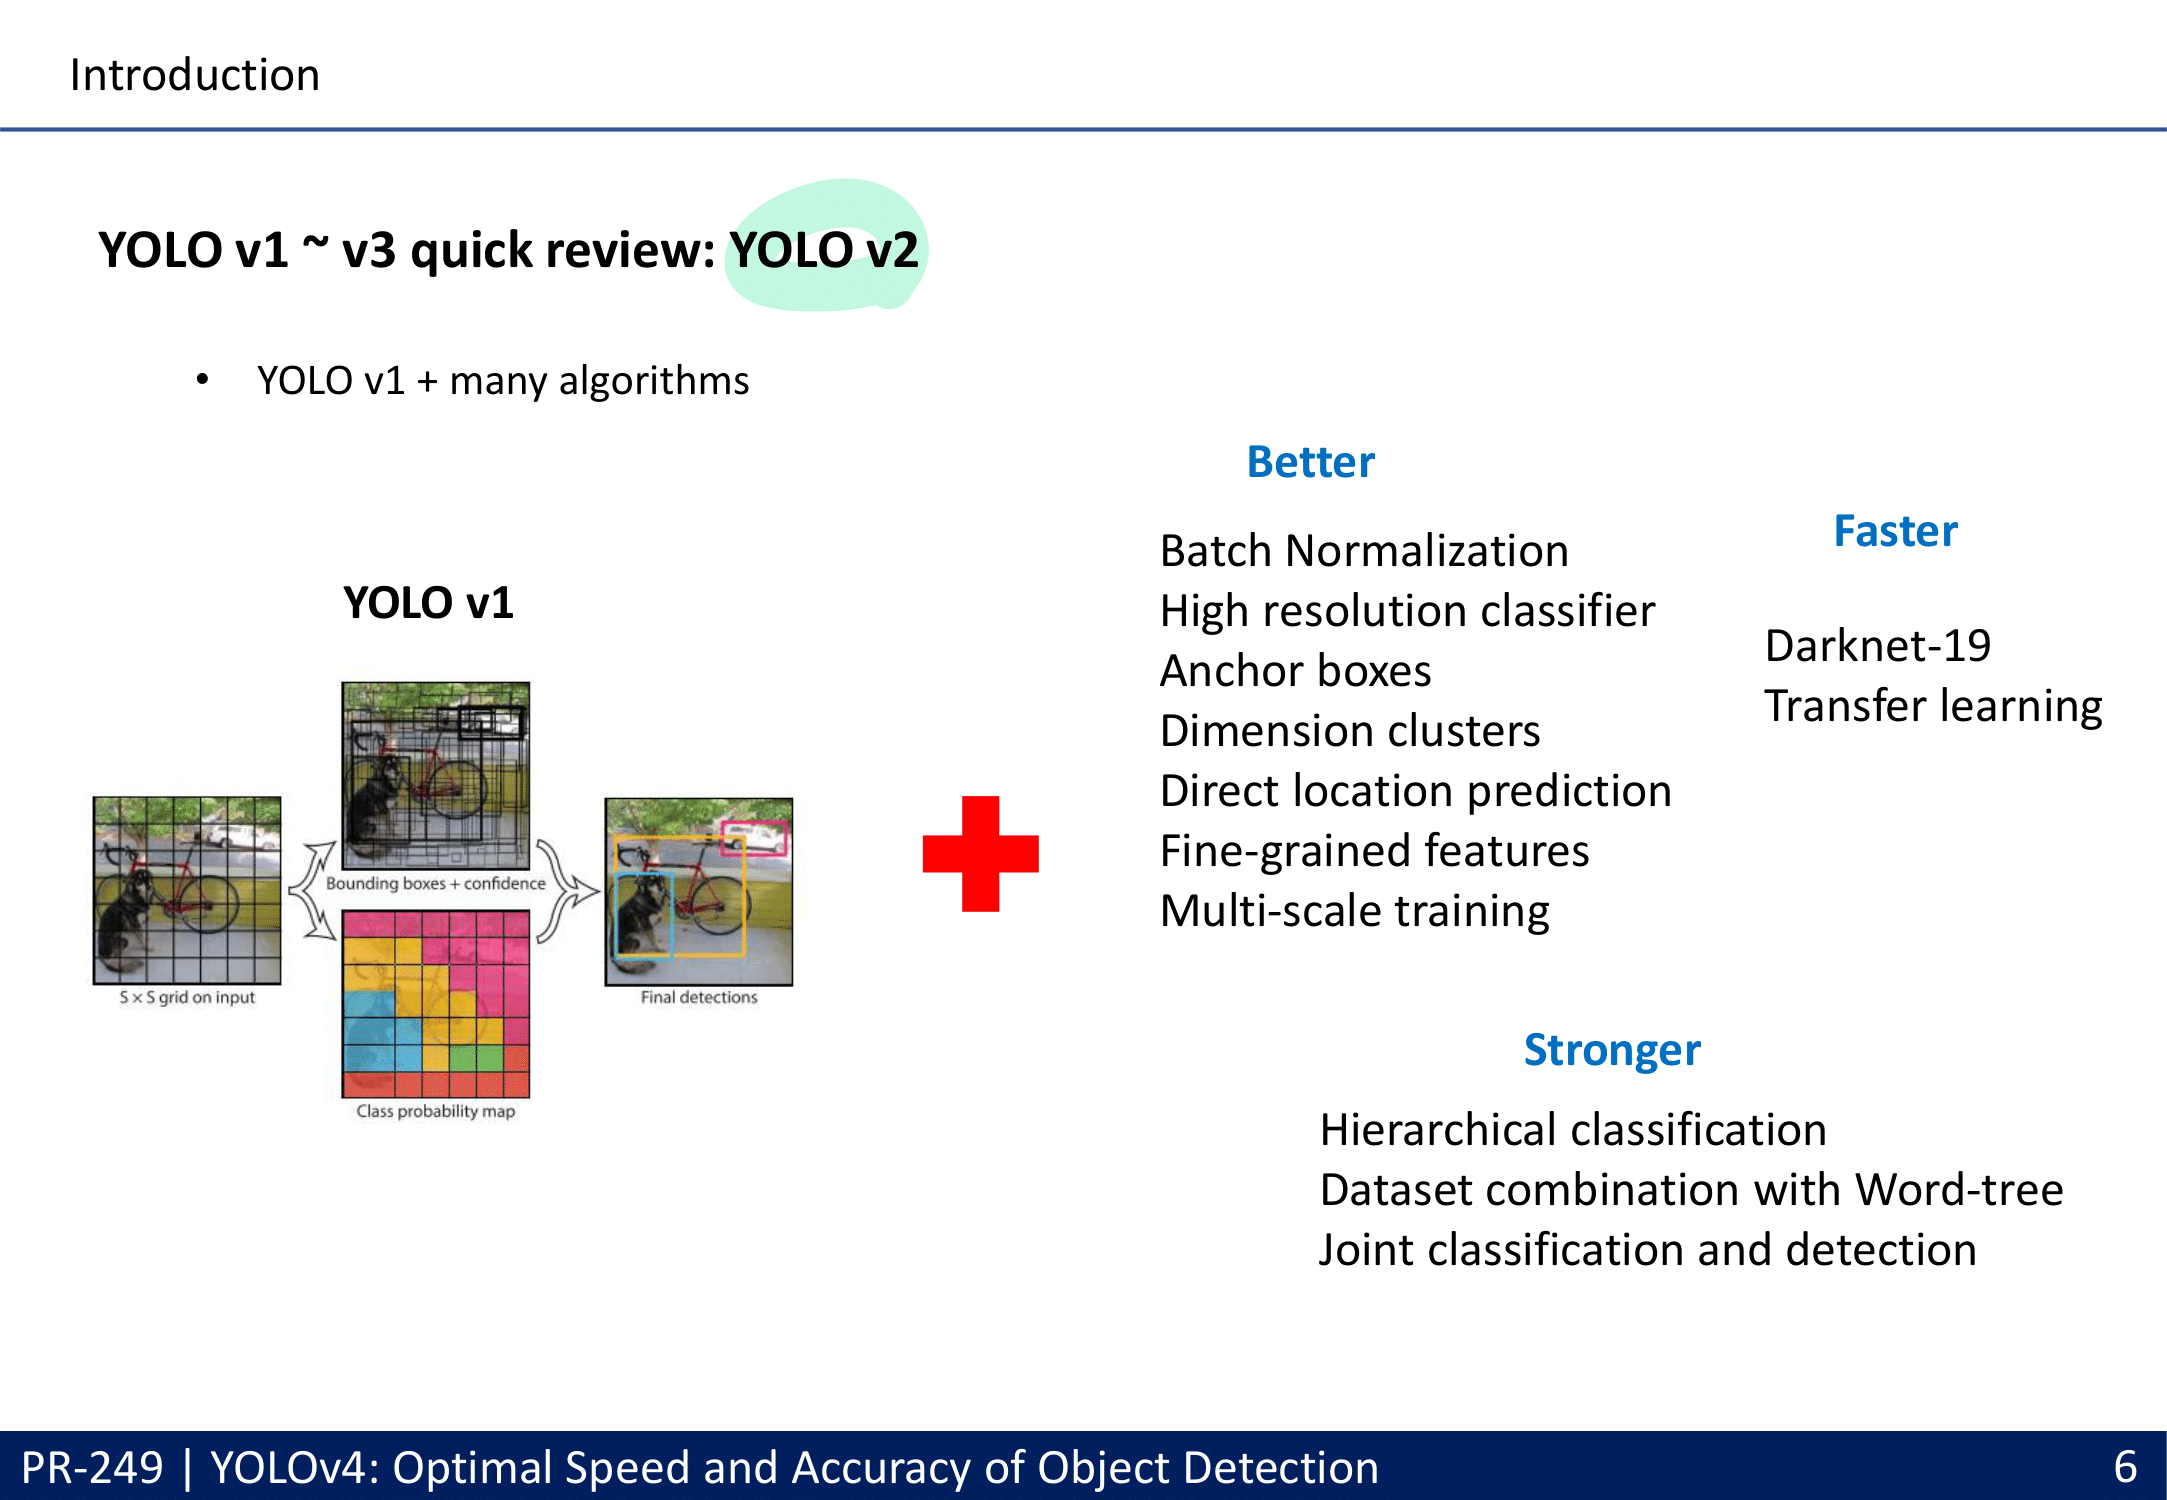 Introduction
YOLO v1 ~ v3 quick review: YOLO v2
• YOLO v1 + many algorithms
YOLO v1
S × S grid on input
Bounding boxes + confidence
Class probability map
Final detections
Better
Batch Normalization
High resolution classifier
Anchor boxes
Dimension clusters
Direct location prediction
Fine-grained features
Multi-scale training
Faster
Darknet-19
Transfer learning
Stronger
Hierarchical classification
Dataset combination with Word-tree
Joint classification and detection
PR-249 | YOLOv4: Optimal Speed and Accuracy of Object Detection
6